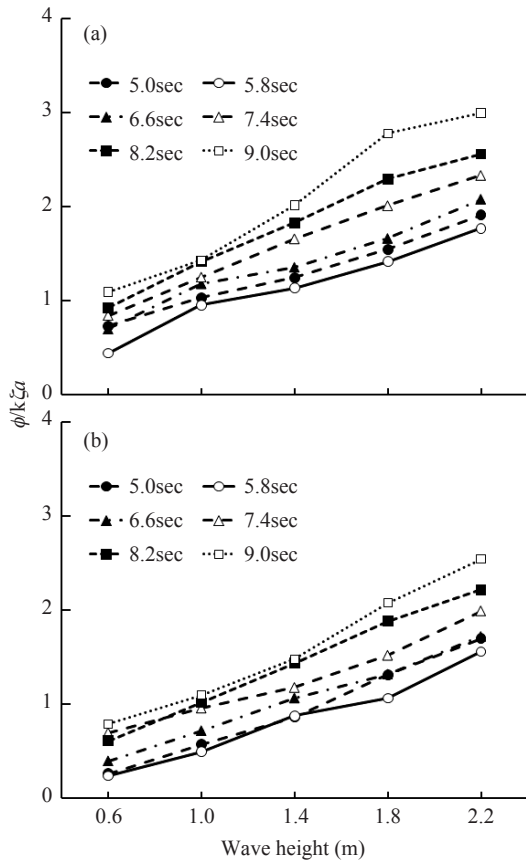 4
(a)
5.0sec 5.8sec
6.6sec 7.4sec
3
8.2sec 9.0sec
2
1
0
ϕ/kζa
4
(b)
5.0sec 5.8sec
3
6.6sec 7.4sec
8.2sec 9.0sec
2
1
0
0.6 1.0 1.4 1.8 2.2
Wave height (m)